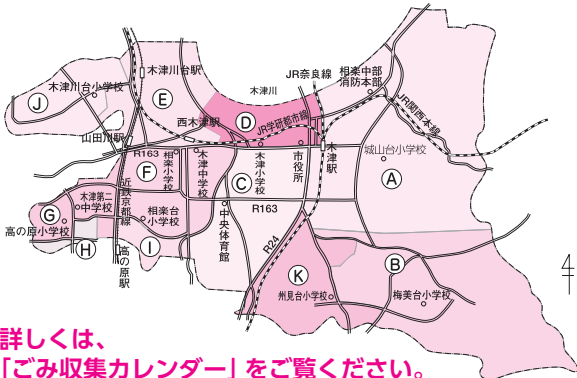 木津川台駅
木津川
JR奈良線
相楽中部
消防本部
木津川台小学校
J
E
西木津駅
D
JR学研都市線
JR関西本線
山田川駅
R163
相楽小学校
木津中学校
木津小学校
市役所
木津駅
城山台小学校
F
C
A
木津第二
中学校
近鉄京都線
相楽台
小学校
R163
G
高の原小学校
H
高の原駅
I
中央体育館
R24
K
B
州見台小学校
梅美台小学校
詳しくは、
「ごみ収集カレンダー」をご覧ください。